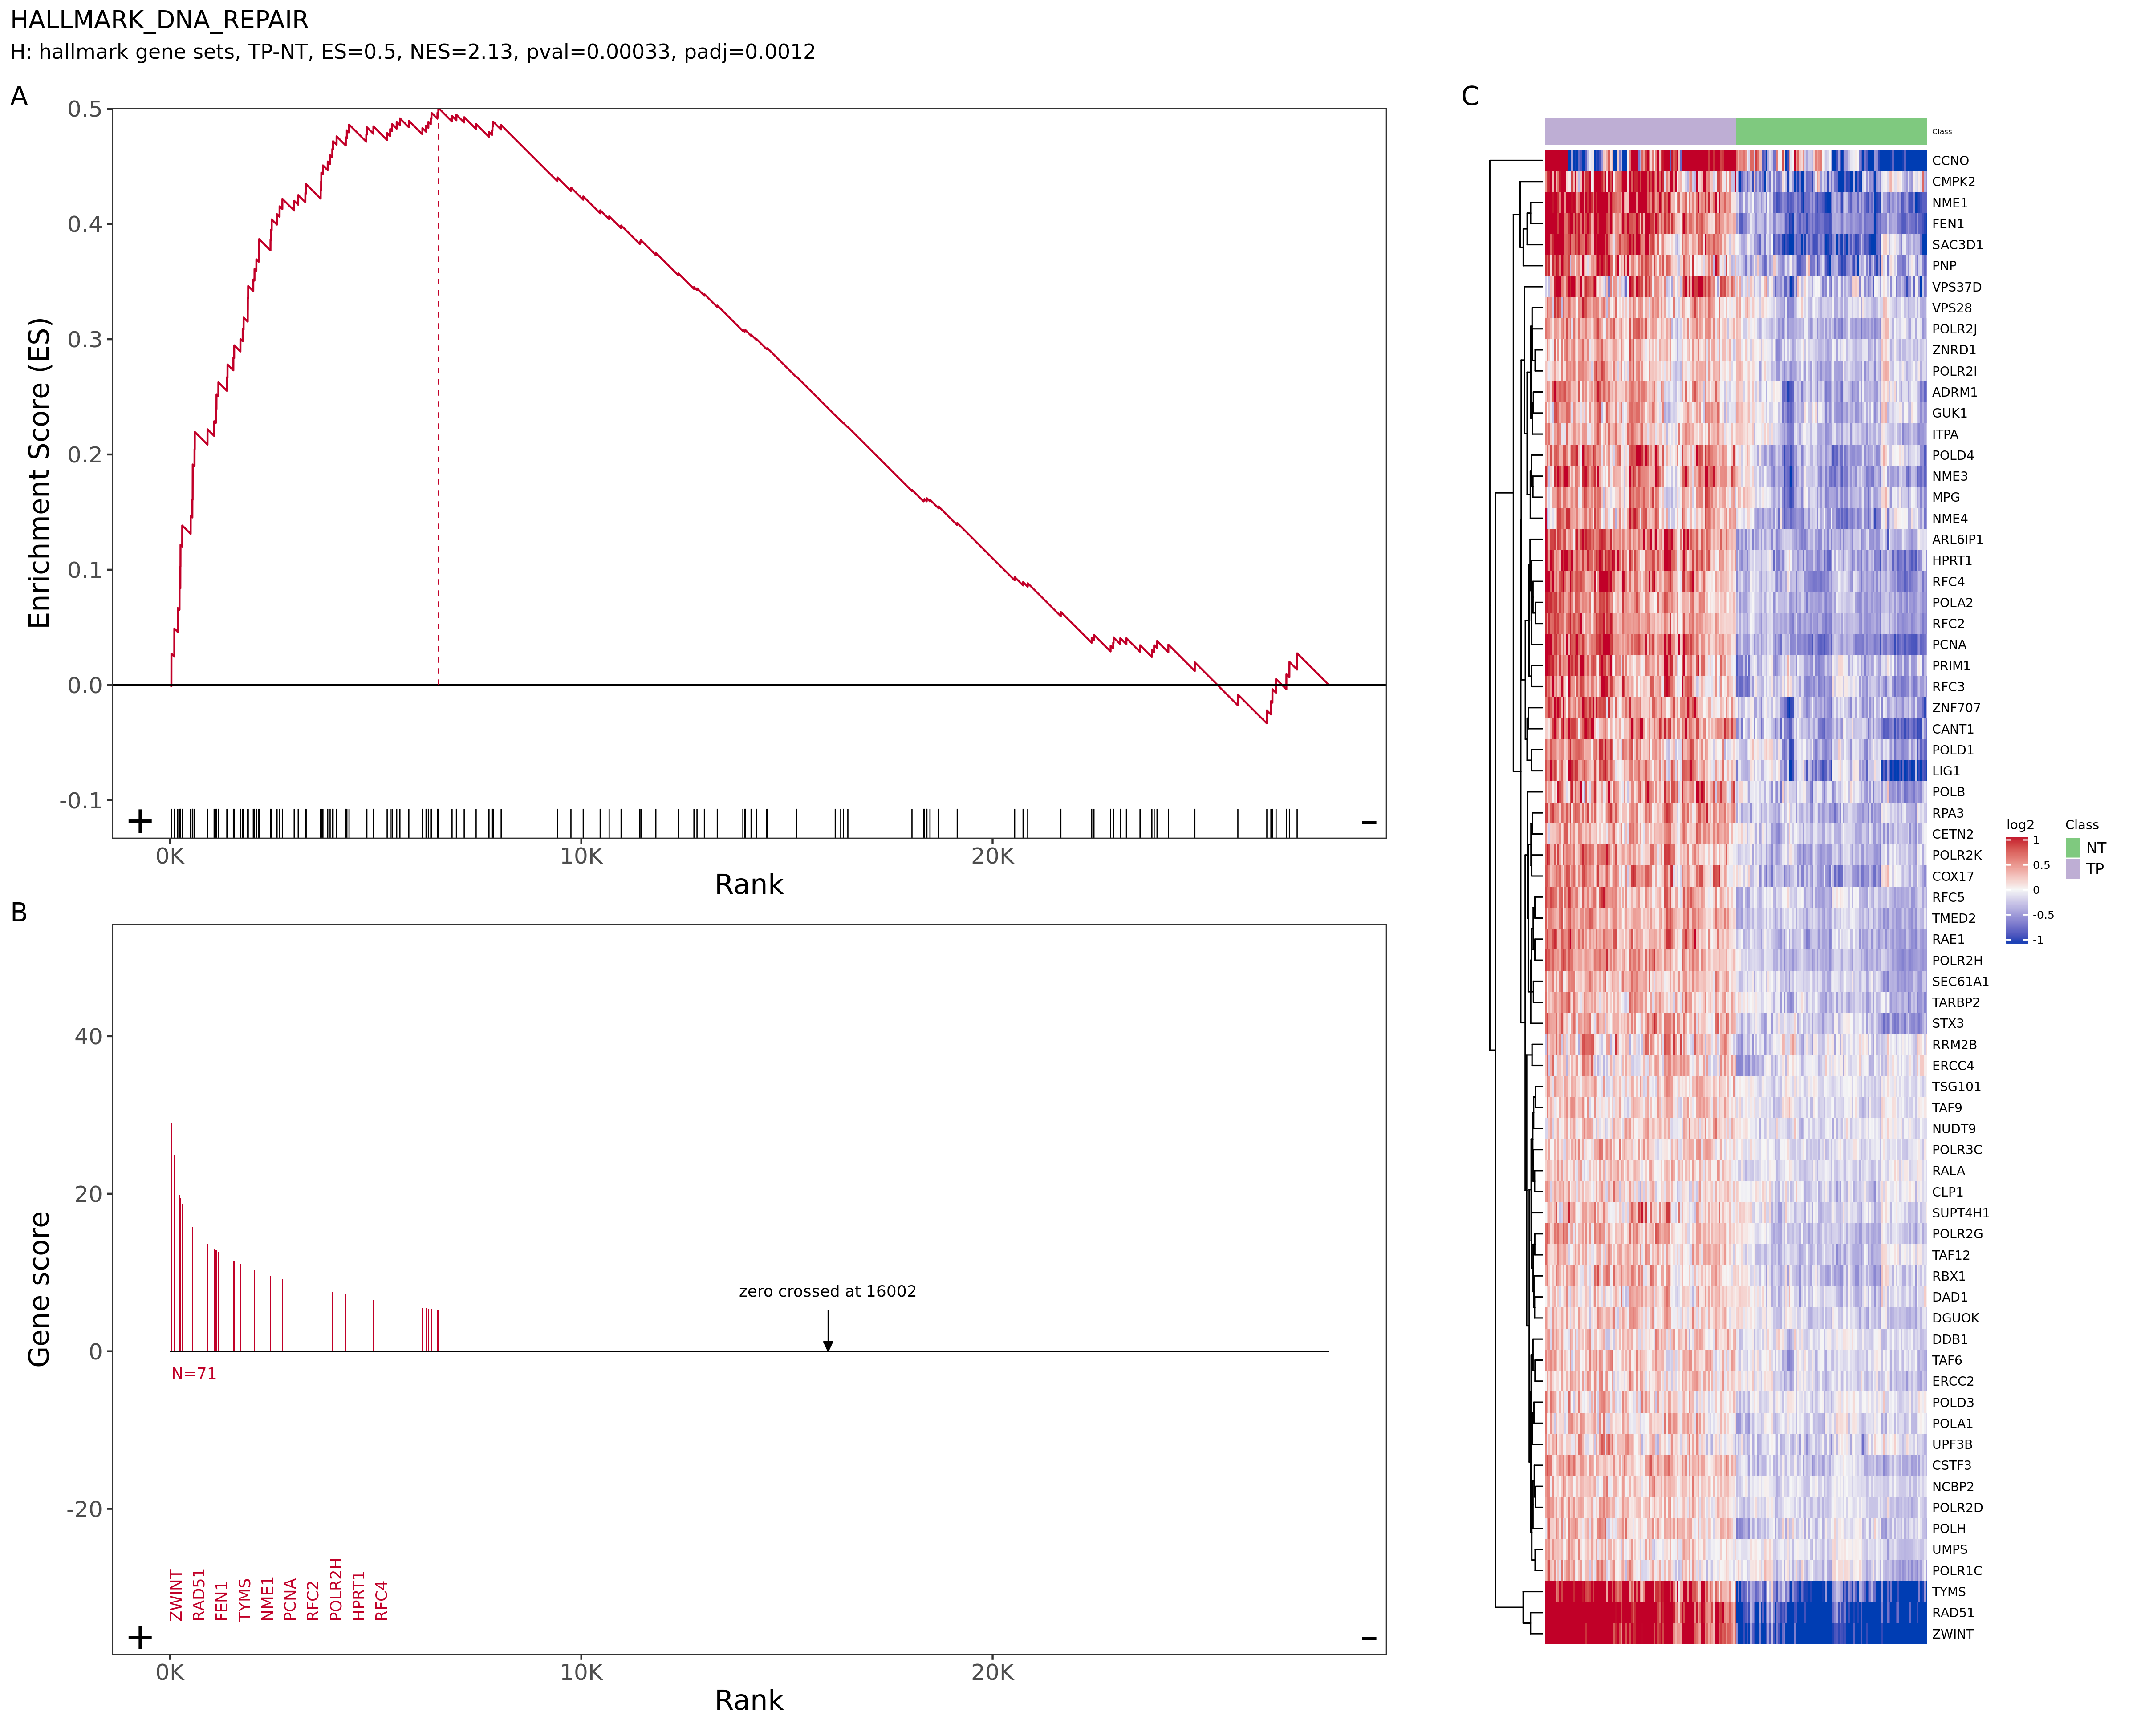 HALLMARK_DNA_REPAIR
H: hallmark gene sets, TP-NT, ES=0.5, NES=2.13, pval=0.00033, padj=0.0012
A
Enrichment Score (ES)
0.5
0.4
0.3
0.2
0.1
0.0
-0.1
+
−
0K
10K
20K
Rank
B
Gene score
40
20
0
-20
zero crossed at 16002
N=71
ZWINT
RAD51
FEN1
TYMS
NME1
PCNA
RFC2
POLR2H
HPRT1
RFC4
+
−
0K
10K
20K
Rank
C
Class
CCNO
CMPK2
NME1
FEN1
SAC3D1
PNP
VPS37D
VPS28
POLR2J
ZNRD1
POLR2I
ADRM1
GUK1
ITPA
POLD4
NME3
MPG
NME4
ARL6IP1
HPRT1
RFC4
POLA2
RFC2
PCNA
PRIM1
RFC3
ZNF707
CANT1
POLD1
LIG1
POLB
RPA3
CETN2
POLR2K
COX17
RFC5
TMED2
RAE1
POLR2H
SEC61A1
TARBP2
STX3
RRM2B
ERCC4
TSG101
TAF9
NUDT9
POLR3C
RALA
CLP1
SUPT4H1
POLR2G
TAF12
RBX1
DAD1
DGUOK
DDB1
TAF6
ERCC2
POLD3
POLA1
UPF3B
CSTF3
NCBP2
POLR2D
POLH
UMPS
POLR1C
TYMS
RAD51
ZWINT
log2
1
0.5
0
-0.5
-1
Class
NT
TP